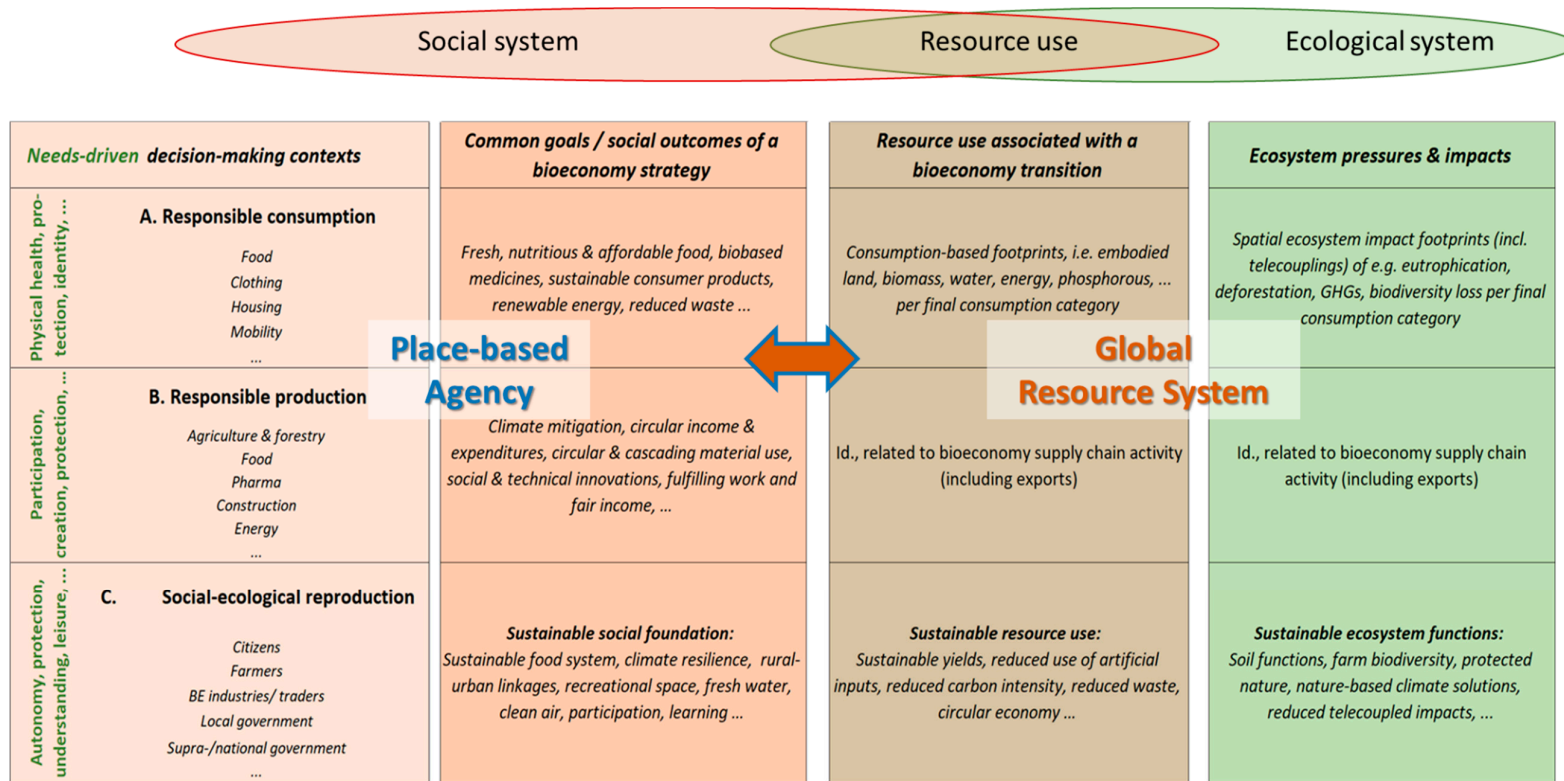 Social system
Resource use
Ecological system
Needs-driven decision-making contexts
Common goals / social outcomes of a
bioeconomy strategy
Resource use associated with a
bioeconomy transition
Ecosystem pressures & impacts
Physical health, pro-
tection, identity, ...
A. Responsible consumption
Food
Clothing
Housing
Mobility
...
Fresh, nutritious & affordable food, biobased
medicines, sustainable consumer products,
renewable energy, reduced waste ...
Consumption-based footprints, i.e. embodied
land, biomass, water, energy, phosphorous, ...
per final consumption category
Spatial ecosystem impact footprints (incl.
telecouplings) of e.g. eutrophication,
deforestation, GHGs, biodiversity loss per final
consumption category
Place-based
Agency
Global
Resource System
Participation,
creation, protection, ...
B. Responsible production
Agriculture & forestry
Food
Pharma
Construction
Energy
...
Climate mitigation, circular income &
expenditures, circular & cascading material use,
social & technical innovations, fulfilling work and
fair income, ...
Id., related to bioeconomy supply chain activity
(including exports)
Id., related to bioeconomy supply chain
activity (including exports)
Autonomy, protection,
understanding, leisure, ...
C. Social-ecological reproduction
Citizens
Farmers
BE industries/ traders
Local government
Supra-/national government
...
Sustainable social foundation:
Sustainable food system, climate resilience, rural-
urban linkages, recreational space, fresh water,
clean air, participation, learning ...
Sustainable resource use:
Sustainable yields, reduced use of artificial
inputs, reduced carbon intensity, reduced waste,
circular economy ...
Sustainable ecosystem functions:
Soil functions, farm biodiversity, protected
nature, nature-based climate solutions,
reduced telecoupled impacts, ...